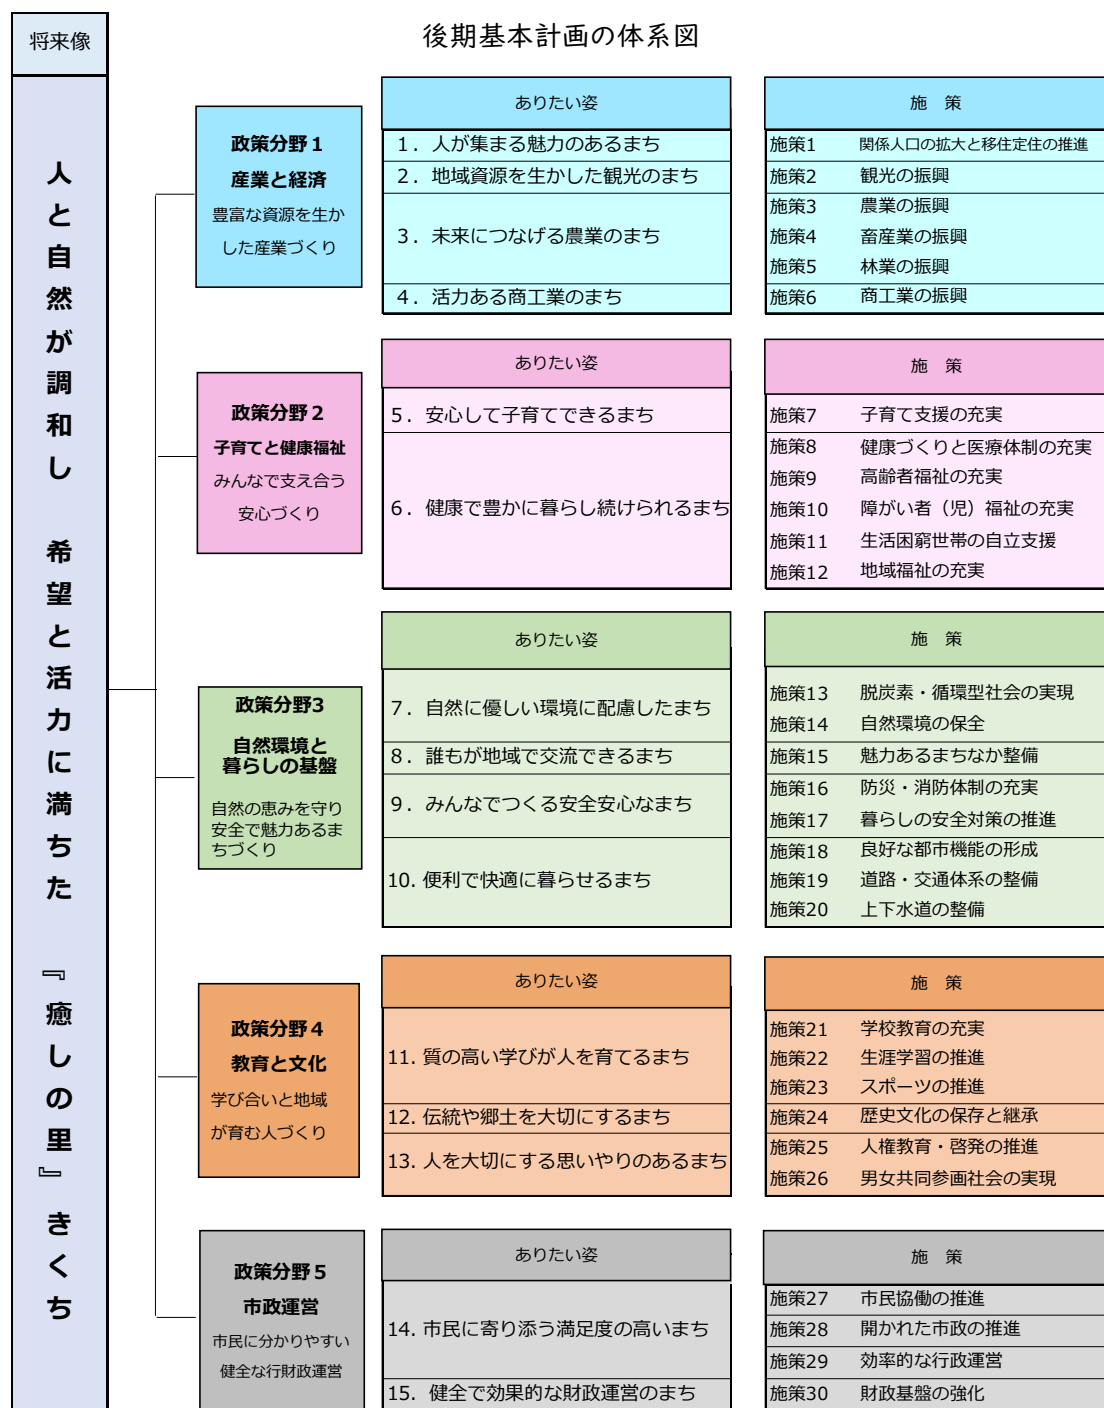 後期基本計画の体系図
将来像
人と自然が調和し 希望と活力に満ちた 『癒しの里』きくち
政策分野1
産業と経済
豊富な資源を生か
した産業づくり
ありたい姿
1. 人が集まる魅力のあるまち
2. 地域資源を生かした観光のまち
3. 未来につなげる農業のまち
4. 活力ある商工業のまち
施 策
施策1 関係人口の拡大と移住定住の推進
施策2 観光の振興
施策3 農業の振興
施策4 畜産業の振興
施策5 林業の振興
施策6 商工業の振興
政策分野2
子育てと健康福祉
みんなで支え合う
安心づくり
ありたい姿
5. 安心して子育てできるまち
6. 健康で豊かに暮らし続けられるまち
施 策
施策7 子育て支援の充実
施策8 健康づくりと医療体制の充実
施策9 高齢者福祉の充実
施策10 障がい者（児）福祉の充実
施策11 生活困窮世帯の自立支援
施策12 地域福祉の充実
政策分野3
自然環境と
暮らしの基盤
自然の恵みを守り
安全で魅力あるま
ちづくり
ありたい姿
7. 自然に優しい環境に配慮したまち
8. 誰もが地域で交流できるまち
9. みんなでつくる安全安心なまち
10. 便利で快適に暮らせるまち
施 策
施策13 脱炭素・循環型社会の実現
施策14 自然環境の保全
施策15 魅力あるまちなか整備
施策16 防災・消防体制の充実
施策17 暮らしの安全対策の推進
施策18 良好な都市機能の形成
施策19 道路・交通体系の整備
施策20 上下水道の整備
政策分野4
教育と文化
学び合いと地域
が育む人づくり
ありたい姿
11. 質の高い学びが人を育てるまち
12. 伝統や郷土を大切にするまち
13. 人を大切にする思いやりのあるまち
施 策
施策21 学校教育の充実
施策22 生涯学習の推進
施策23 スポーツの推進
施策24 歴史文化の保存と継承
施策25 人権教育・啓発の推進
施策26 男女共同参画社会の実現
政策分野5
市政運営
市民に分かりやすい
健全な行財政運営
ありたい姿
14. 市民に寄り添う満足度の高いまち
15. 健全で効果的な財政運営のまち
施 策
施策27 市民協働の推進
施策28 開かれた市政の推進
施策29 効率的な行政運営
施策30 財政基盤の強化